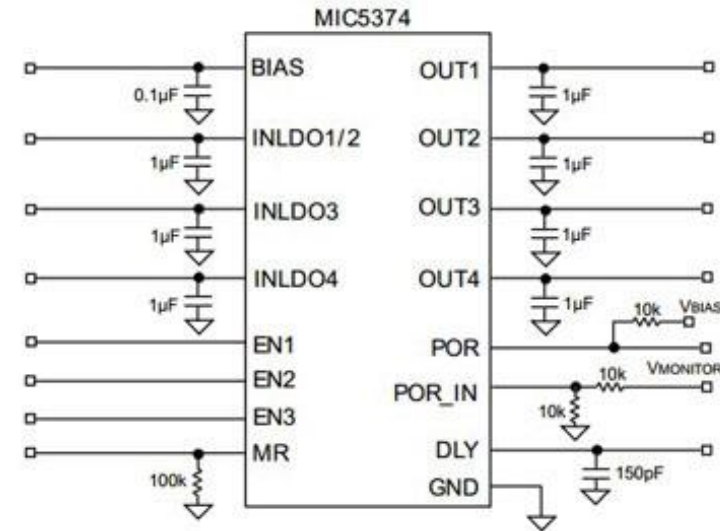 MIC5374
BIAS
0.1µF
INLDO1/2
1µF
INLDO3
1µF
INLDO4
1µF
EN1
EN2
EN3
MR
100k
OUT1
1µF
OUT2
1µF
OUT3
1µF
OUT4
1µF
10k
VBIAS
POR
10k
VMONITOR
POR_IN
10k
DLY
150pF
GND